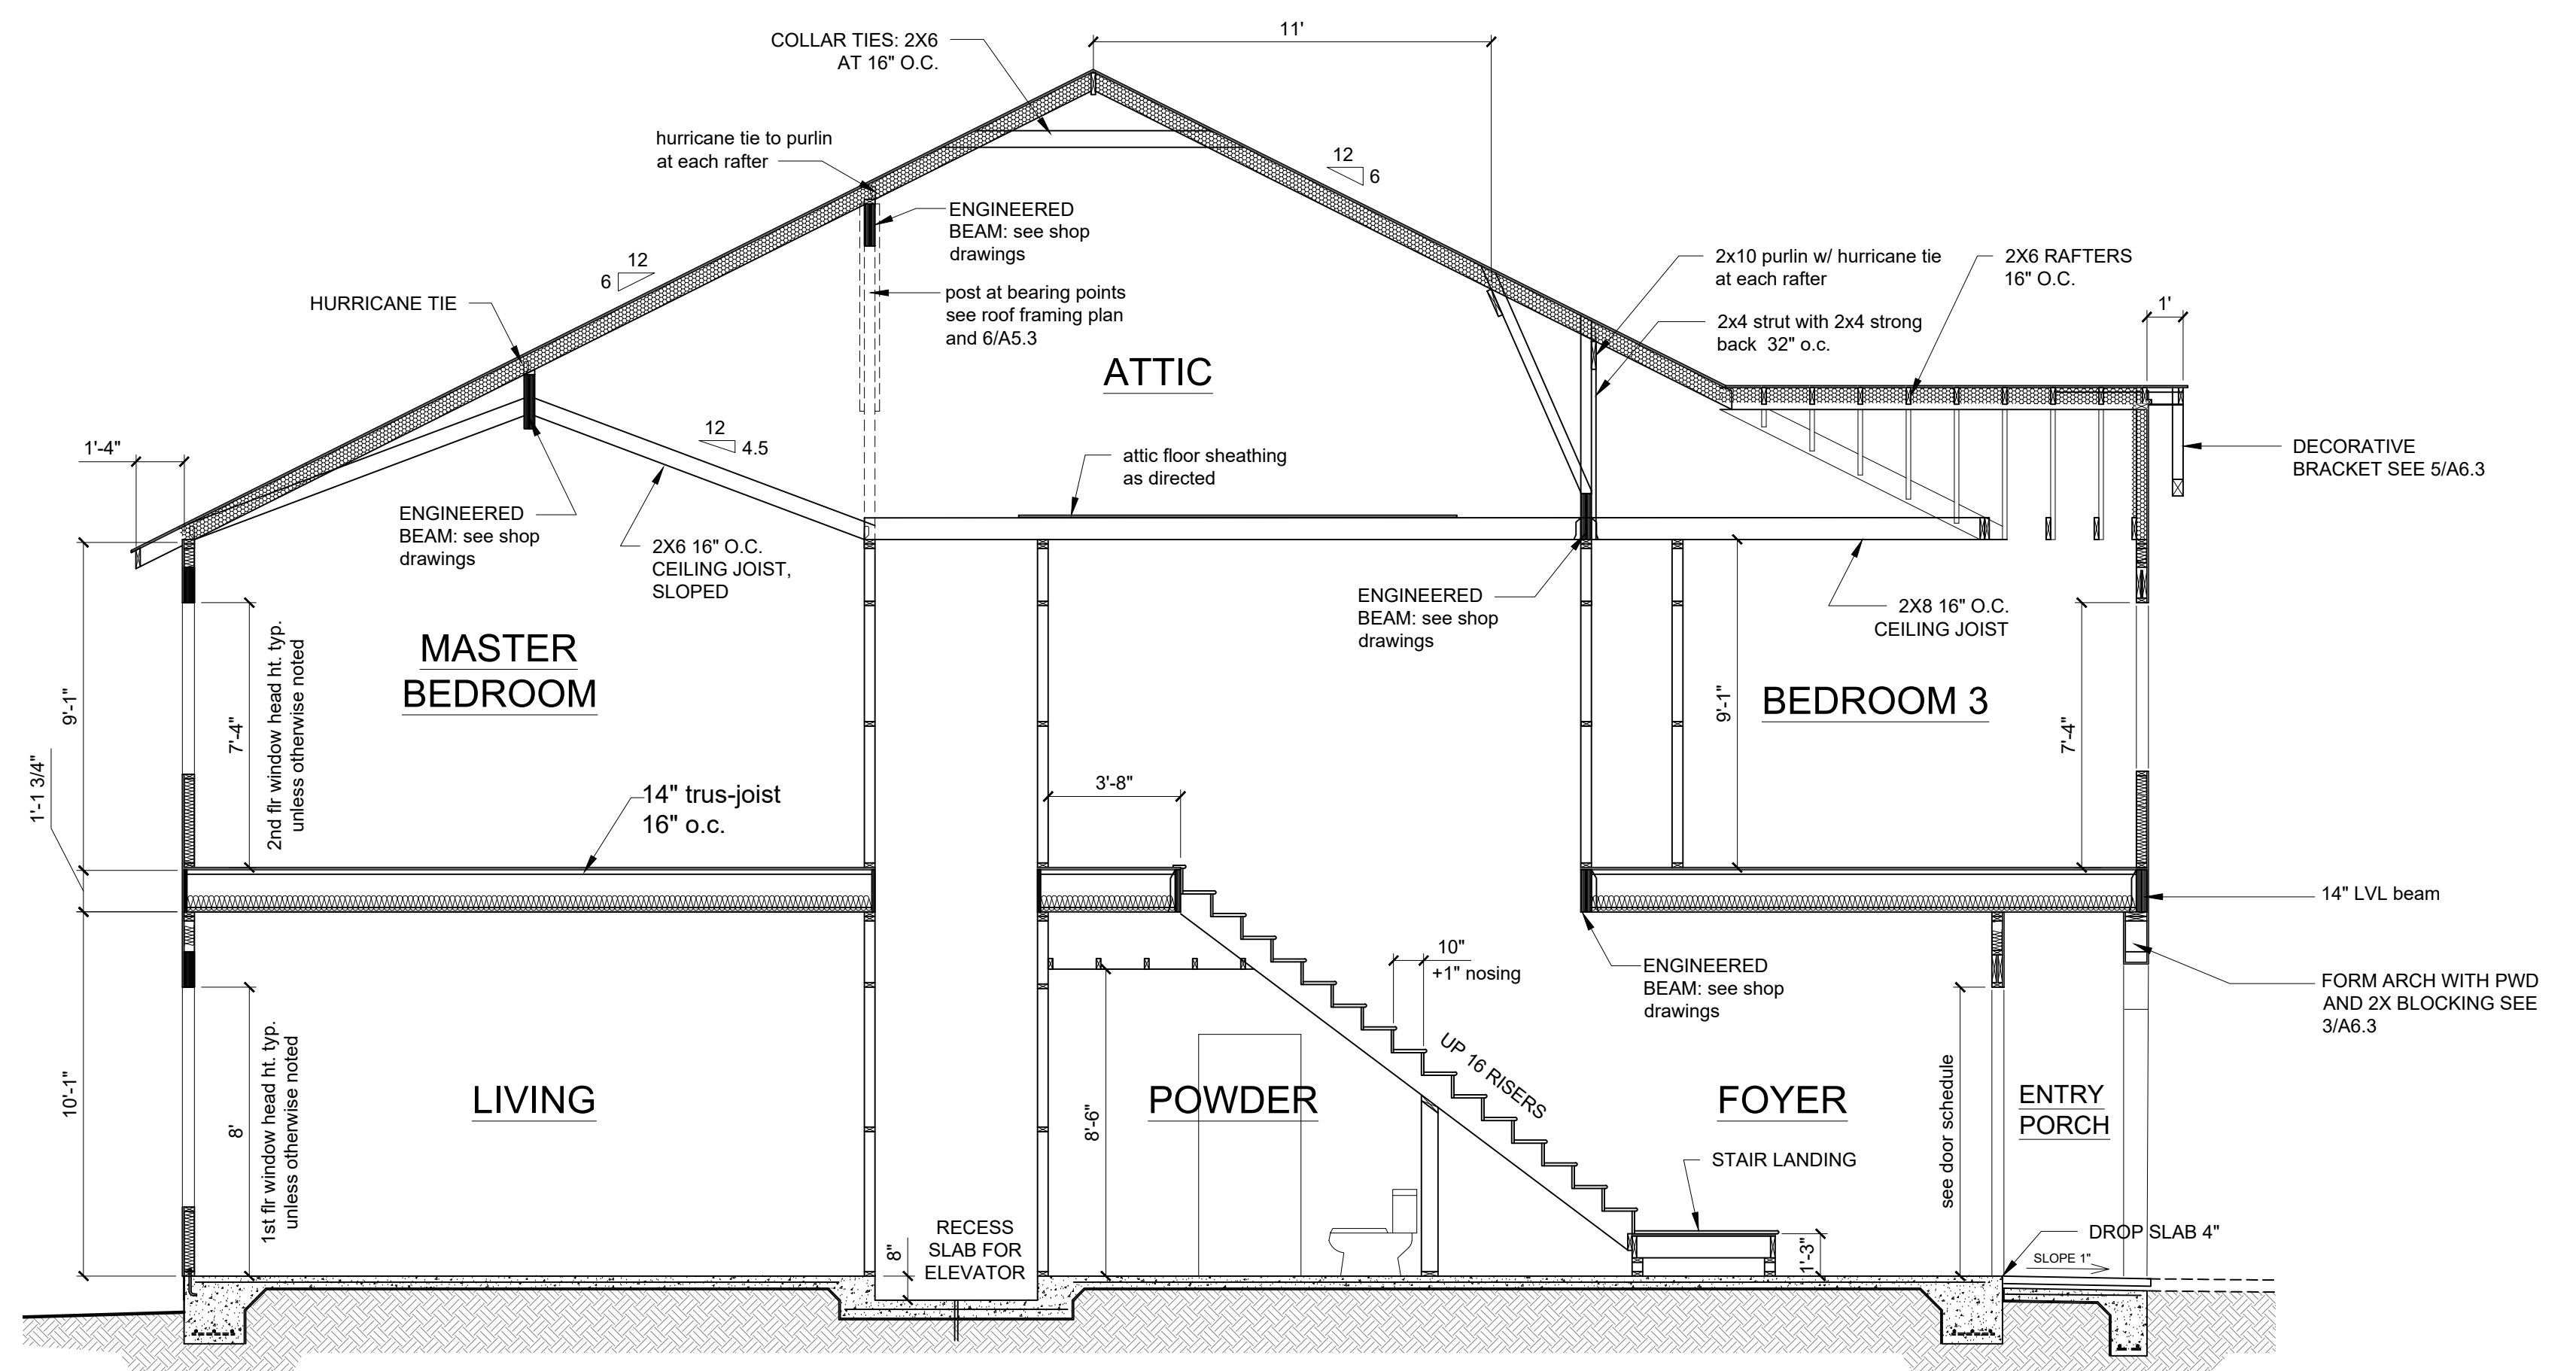 11'
COLLAR TIES: 2X6
AT 16" O.C.
hurricane tie to purlin
at each rafter
12
6
ENGINEERED
BEAM: see shop
drawings
12
6
2x10 purlin w/ hurricane tie
at each rafter
2X6 RAFTERS
16" O.C.
HURRICANE TIE
post at bearing points
see roof framing plan
and 6/A5.3
2x4 strut with 2x4 strong
back 32" o.c.
1'
ATTIC
1'-4"
12
4.5
attic floor sheathing
as directed
DECORATIVE
BRACKET SEE 5/A6.3
ENGINEERED
BEAM: see shop
drawings
2X6 16" O.C.
CEILING JOIST,
SLOPED
ENGINEERED
BEAM: see shop
drawings
2X8 16" O.C.
CEILING JOIST
MASTER
BEDROOM
BEDROOM 3
9'-1"
7'-4"
2nd flr window head ht. typ.
unless otherwise noted
9'-1"
7'-4"
1'-1 3/4"
14" trus-joist
16" o.c.
3'-8"
14" LVL beam
10"
+1" nosing
ENGINEERED
BEAM: see shop
drawings
FORM ARCH WITH PWD
AND 2X BLOCKING SEE
3/A6.3
UP 16 RISERS
10'-1"
8'
1st flr window head ht. typ.
unless otherwise noted
LIVING
8'-6"
POWDER
FOYER
see door schedule
ENTRY
PORCH
STAIR LANDING
RECESS
SLAB FOR
ELEVATOR
8"
1'-3"
DROP SLAB 4"
SLOPE 1"